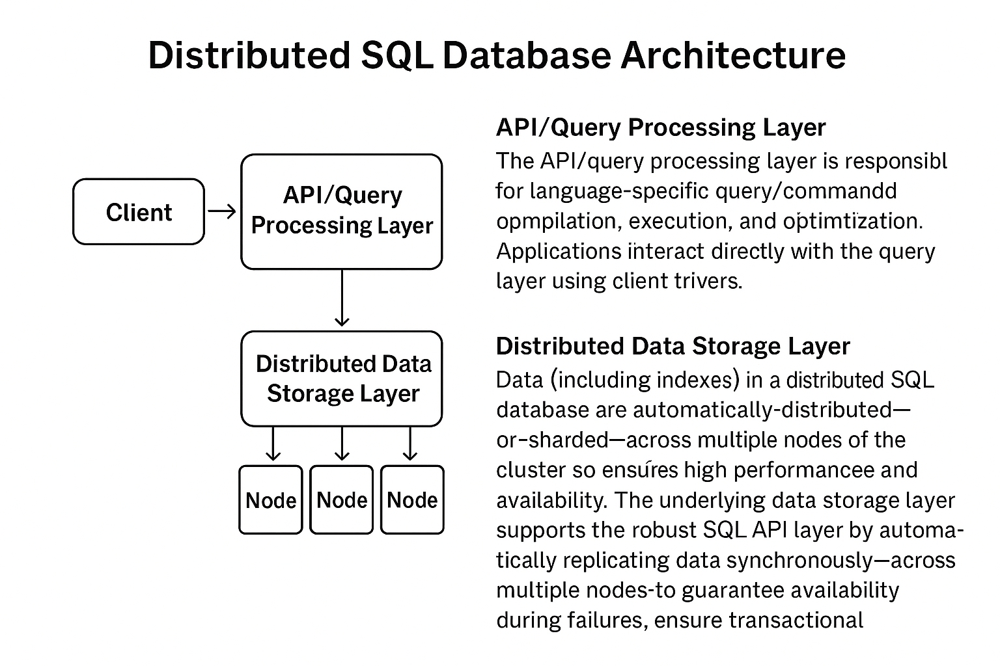 Distributed SQL Database Architecture
Client
API/Query
Processing Layer
Distributed Data
Storage Layer
Node Node Node
API/Query Processing Layer
The API/query processing layer is responsibl
for language-specific query/commandd
opmpilation, execution, and optimtization.
Applications interact directly with the query
layer using client trivers.
Distributed Data Storage Layer
Data (including indexes) in a distributed SQL
database are automatically-distributed—
or–sharded—across multiple nodes of the
cluster so ensures high performancee and
availability. The underlying data storage layer
supports the robust SQL API layer by automa-
tically replicating data synchronously—across
multiple nodes-to guarantee availability
during failures, ensure transactional